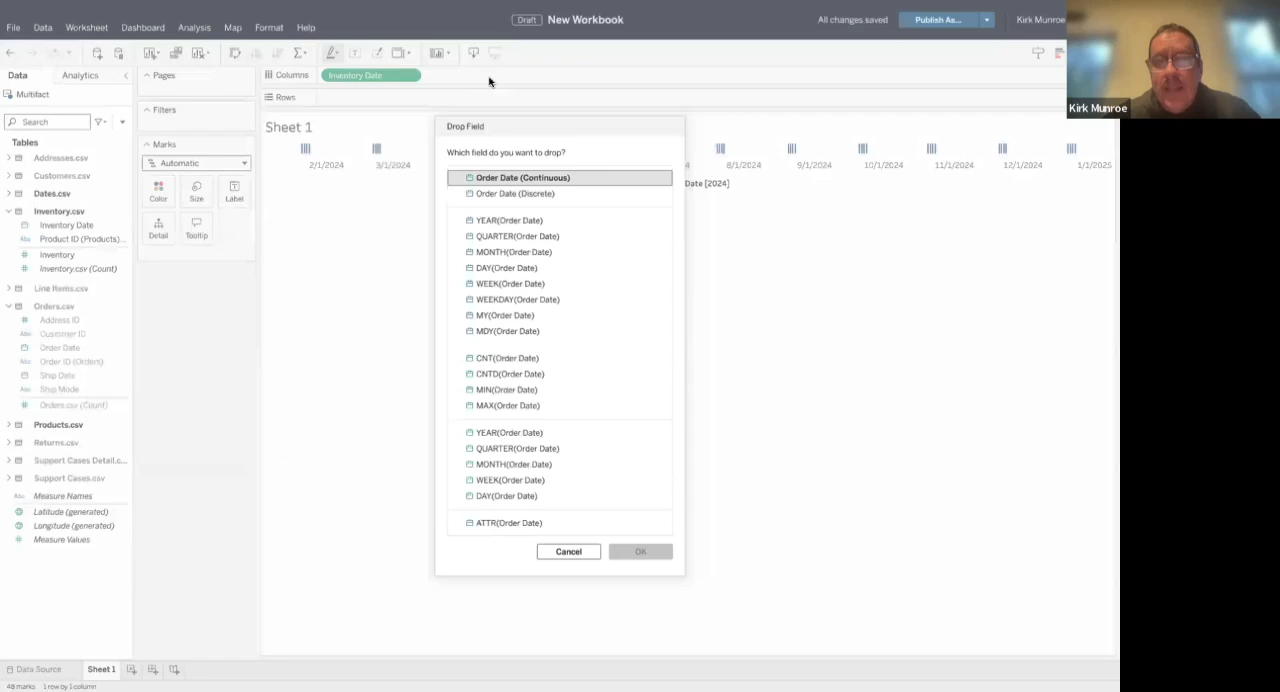 Draft New Workbook
File Data Worksheet Dashboard Analysis Map Format Help
All changes saved Publish As... Kirk Munroe
Kirk Munroe
Data Analytics
Pages
Columns Inventory Date
Multifact
Rows
Filters
Search
Sheet 1
Tables
Marks
Automatic
Color Size Label
Detail Tooltip
Addresses.csv
Customers.csv
Dates.csv
Inventory.csv
Inventory Date
Abc Product ID (Products)...
Inventory
Inventory.csv (Count)
Line Items.csv
Orders.csv
Address ID
Abc Customer ID
Order Date
Abc Order ID (Orders)
Ship Date
Abc Ship Mode
Orders.csv (Count)
Products.csv
Returns.csv
Support Cases Detail.c...
Support Cases.csv
Abc Measure Names
Latitude (generated)
Longitude (generated)
Measure Values
2/1/2024 3/1/2024 4 8/1/2024 9/1/2024 10/1/2024 11/1/2024 12/1/2024 1/1/2025
Date [2024]
Drop Field
Which field do you want to drop?
Order Date (Continuous)
Order Date (Discrete)
YEAR(Order Date)
QUARTER(Order Date)
MONTH(Order Date)
DAY(Order Date)
WEEK(Order Date)
WEEKDAY(Order Date)
MY(Order Date)
MDY(Order Date)
CNT(Order Date)
CNTD(Order Date)
MIN(Order Date)
MAX(Order Date)
YEAR(Order Date)
QUARTER(Order Date)
MONTH(Order Date)
WEEK(Order Date)
DAY(Order Date)
ATTR(Order Date)
Cancel OK
Data Source Sheet 1
48 marks 1 row by 1 column